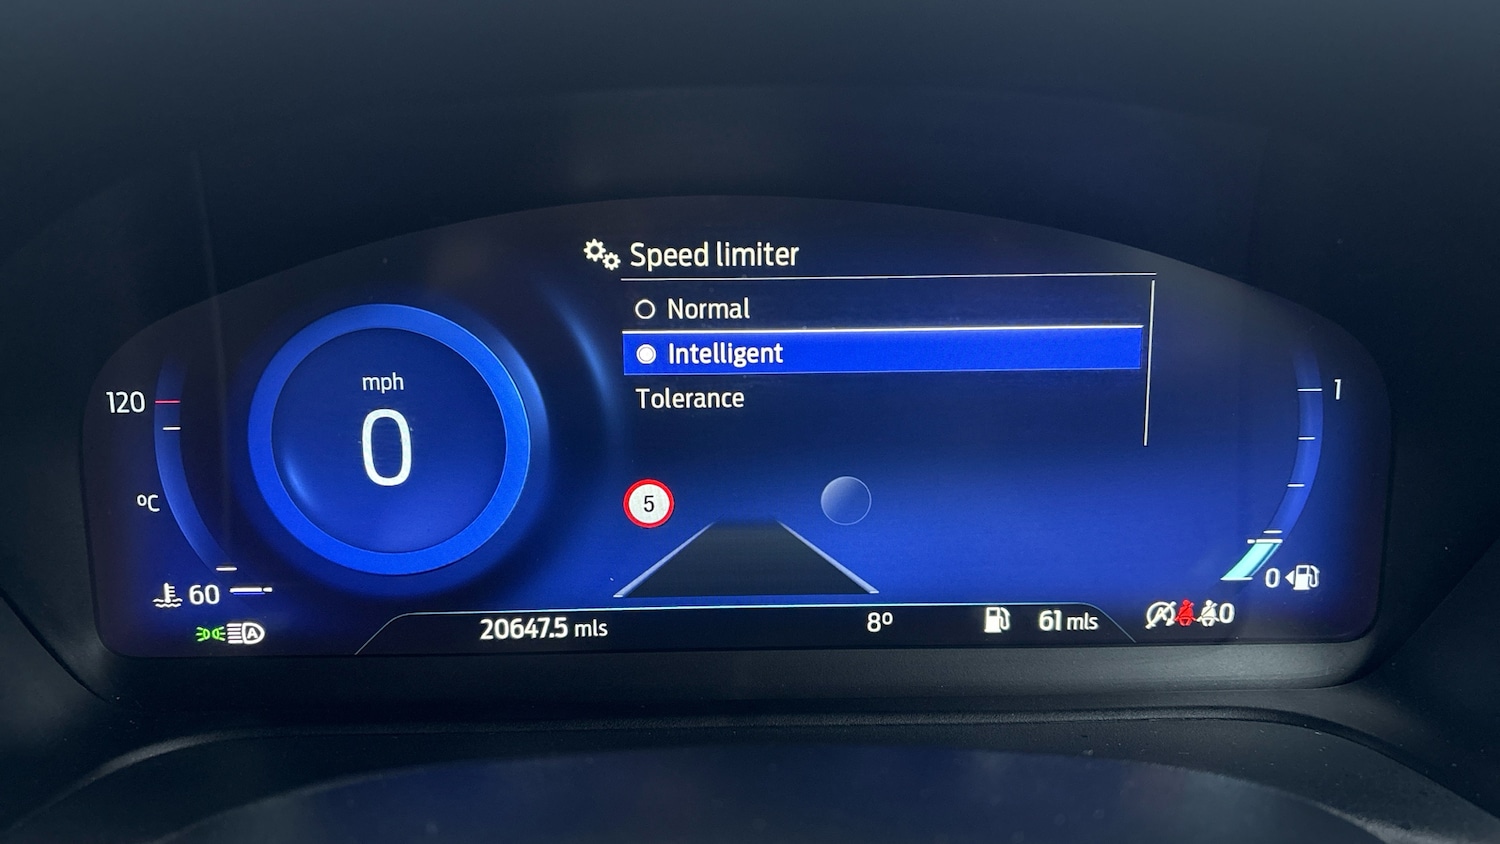 Speed limiter
Normal
Intelligent
Tolerance
mph
0
120
°C
60
5
1
0
A
20647.5 mls
8°
61 mls
A
0